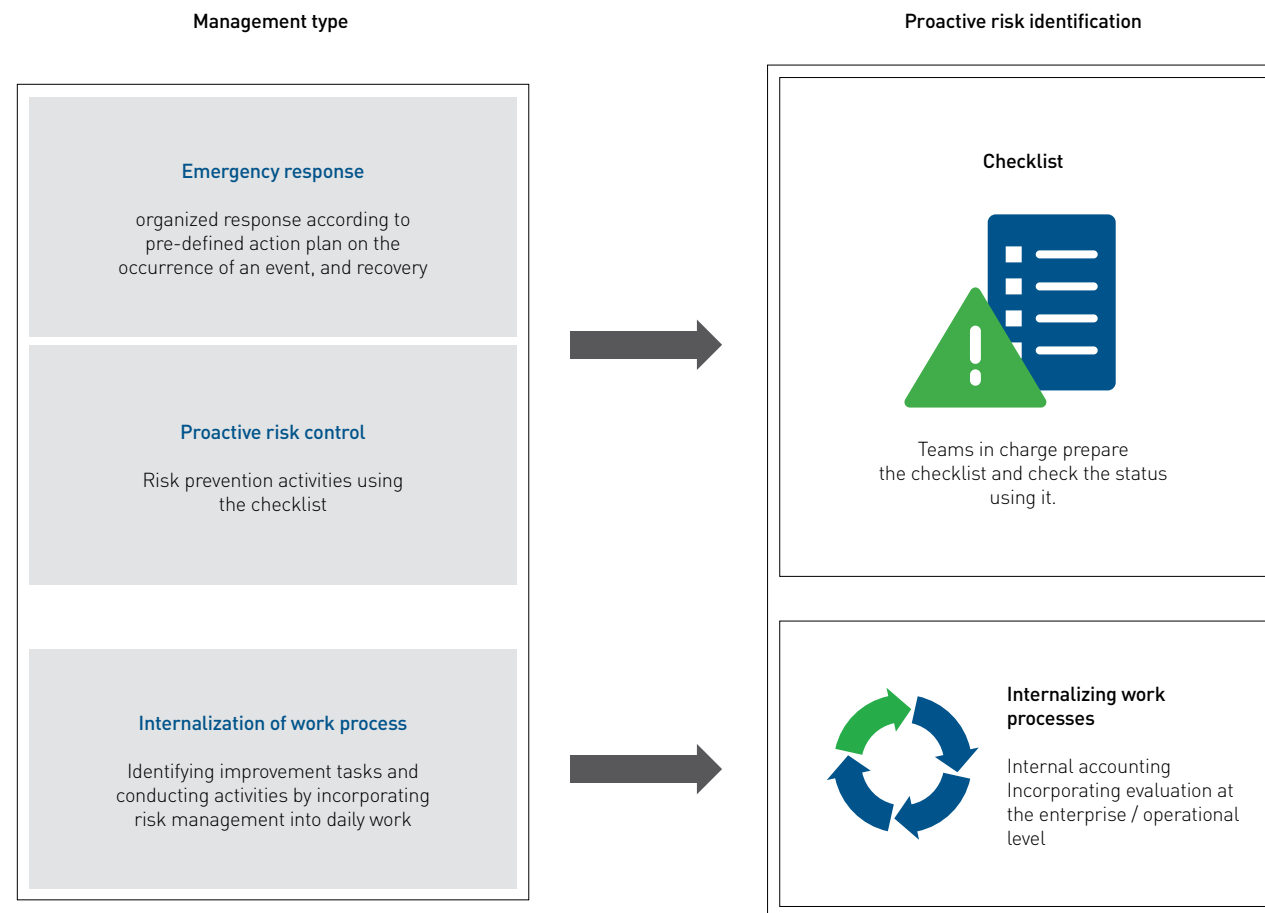 Management type
Emergency response
organized response according to
pre-defined action plan on the
occurrence of an event, and recovery
Proactive risk control
Risk prevention activities using
the checklist
Internalization of work process
Identifying improvement tasks and
conducting activities by incorporating
risk management into daily work
Proactive risk identification
Checklist
Teams in charge prepare
the checklist and check the status
using it.
Internalizing work
processes
Internal accounting
Incorporating evaluation at
the enterprise / operational
level